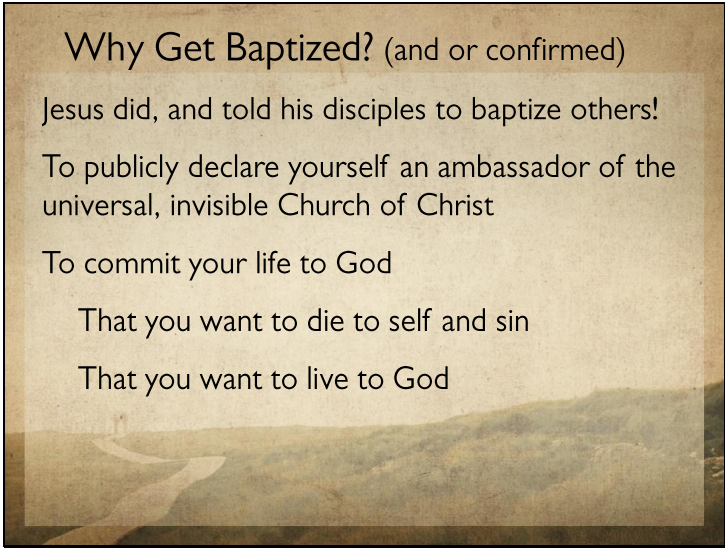 Why Get Baptized? (and or confirmed)
Jesus did, and told his disciples to baptize others!
To publicly declare yourself an ambassador of the
universal, invisible Church of Christ
To commit your life to God
That you want to die to self and sin
That you want to live to God